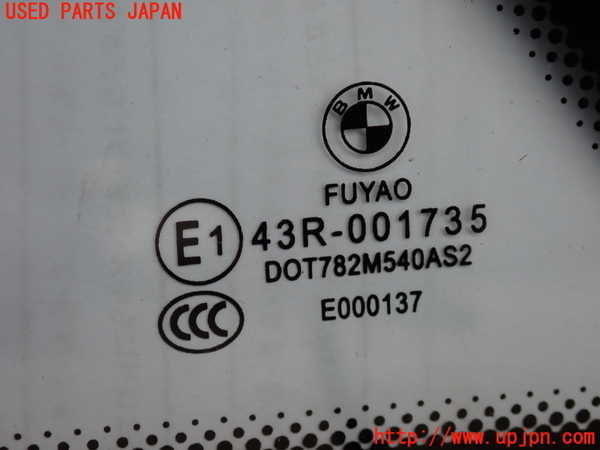 USED PARTS JAPAN
BMW
FUYAO
E1 43R-001735
DOT782M540AS2
CCC E000137
http://www.upjpn.com